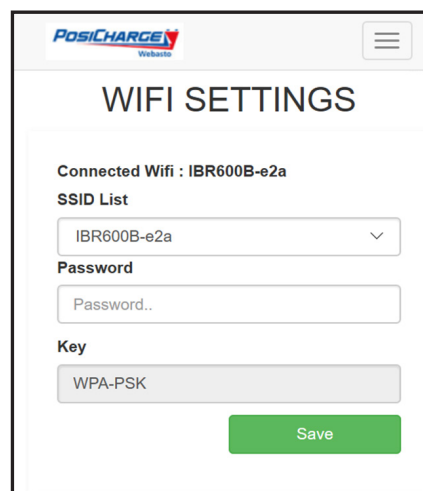 POSICHARGE
Webasto
WIFI SETTINGS
Connected Wifi : IBR600B-e2a
SSID List
IBR600B-e2a
Password
Password..
Key
WPA-PSK
Save